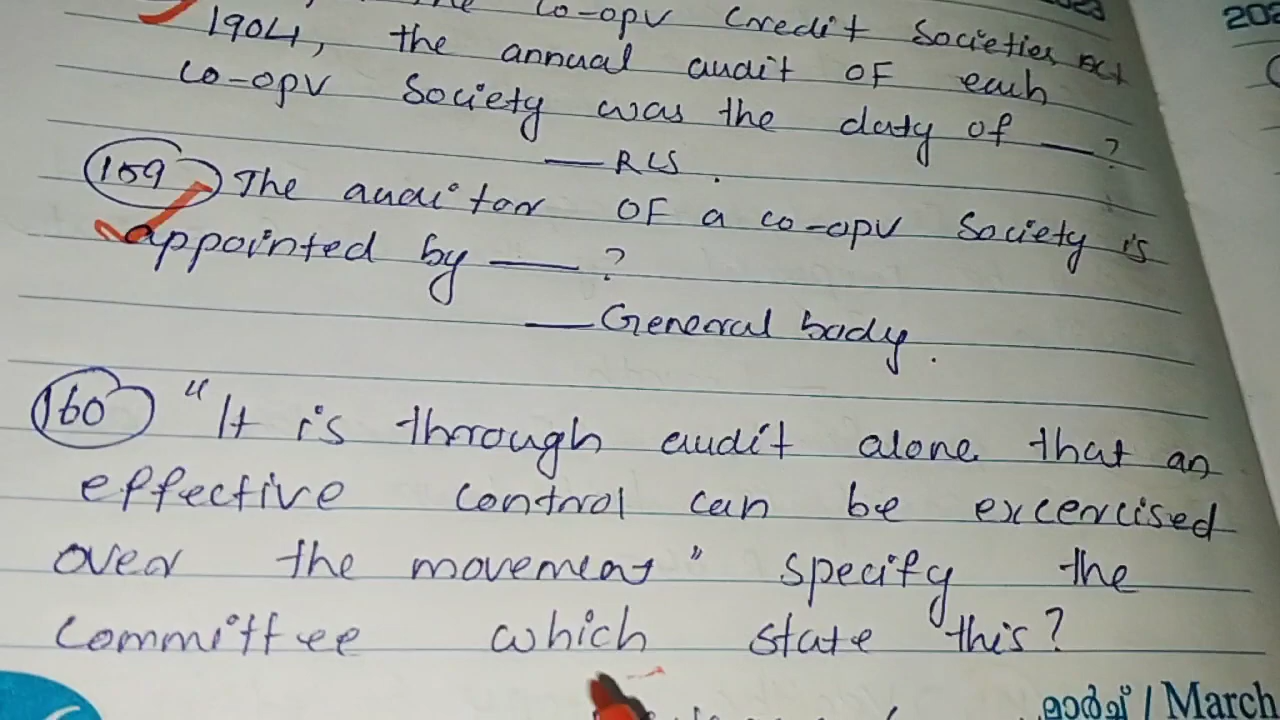 The co-opv Credit Societies Act
1904, the annual audit OF each
co-opv Society was the duty of — ?
— RCS .
159 The auditor OF a co-opv Society is
appointed by — ?
— General body .
160 "It is through audit alone that an
effective control can be excercised
over the movement" specify the
Committee which state this?
മാർച്ച് / March